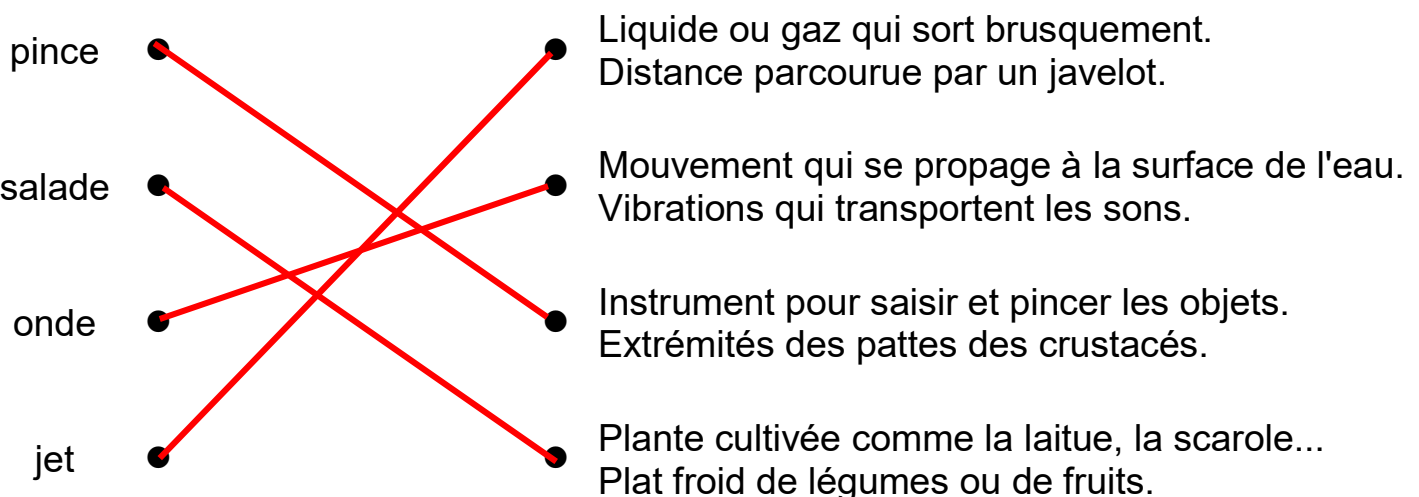 pince
Liquide ou gaz qui sort brusquement.
Distance parcourue par un javelot.
salade
Mouvement qui se propage à la surface de l'eau.
Vibrations qui transportent les sons.
onde
Instrument pour saisir et pincer les objets.
Extrémités des pattes des crustacés.
jet
Plante cultivée comme la laitue, la scarole...
Plat froid de légumes ou de fruits.